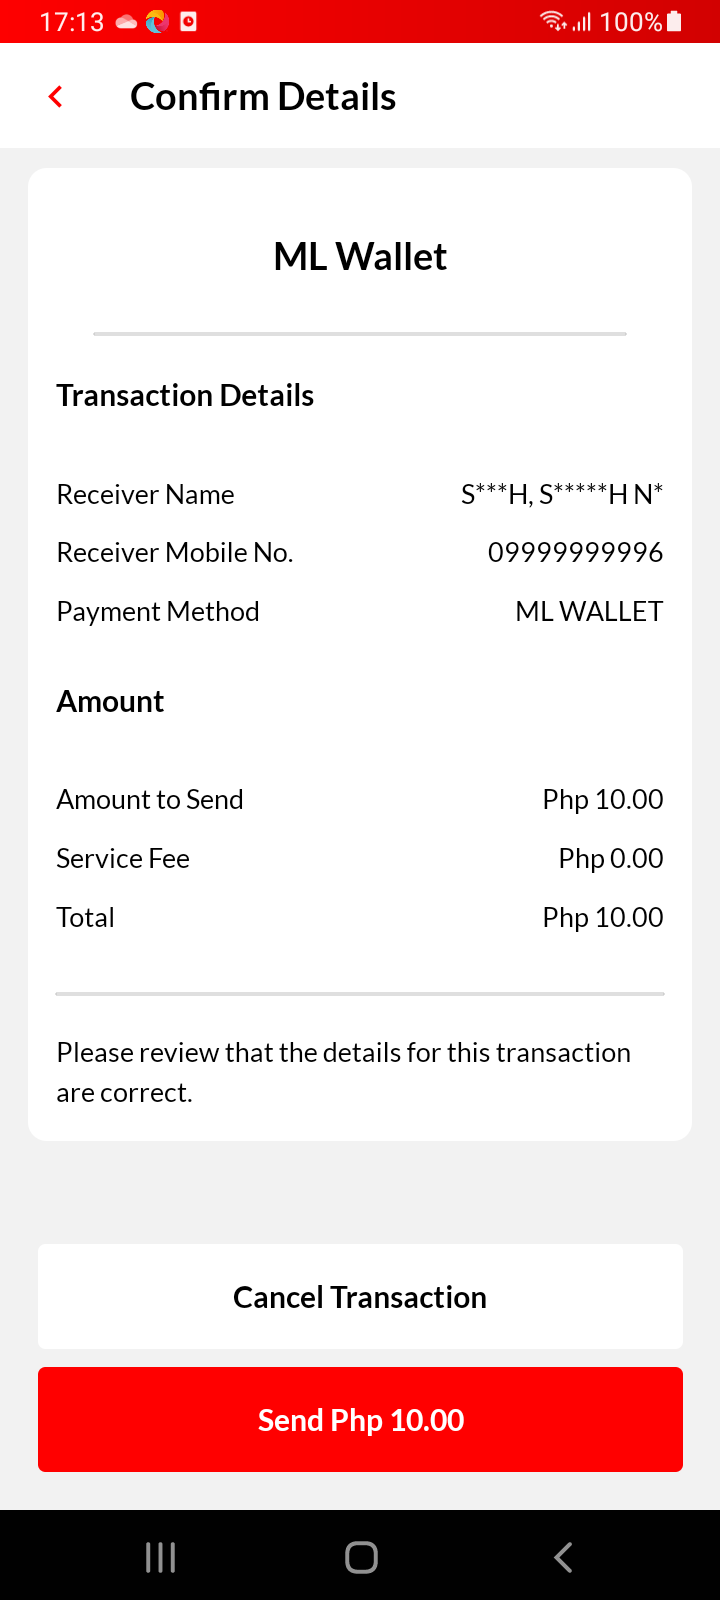 17:13 100%
Confirm Details
ML Wallet
Transaction Details
Receiver Name S***H, S*****H N*
Receiver Mobile No. 09999999996
Payment Method ML WALLET
Amount
Amount to Send Php 10.00
Service Fee Php 0.00
Total Php 10.00
Please review that the details for this transaction
are correct.
Cancel Transaction
Send Php 10.00